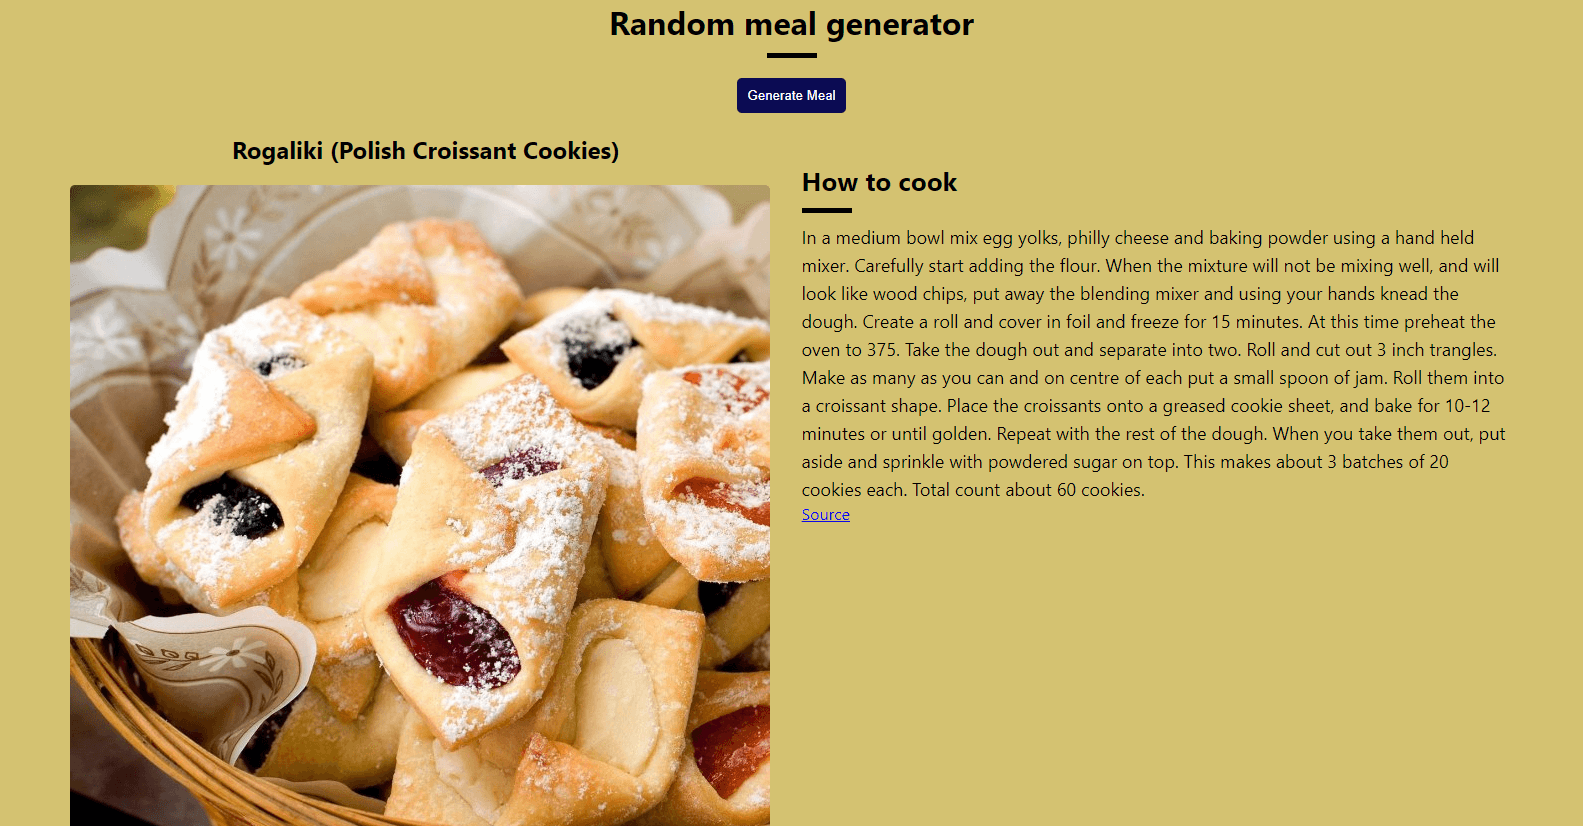 Random meal generator
Generate Meal
Rogaliki (Polish Croissant Cookies)
How to cook
In a medium bowl mix egg yolks, philly cheese and baking powder using a hand held
mixer. Carefully start adding the flour. When the mixture will not be mixing well, and will
look like wood chips, put away the blending mixer and using your hands knead the
dough. Create a roll and cover in foil and freeze for 15 minutes. At this time preheat the
oven to 375. Take the dough out and separate into two. Roll and cut out 3 inch trangles.
Make as many as you can and on centre of each put a small spoon of jam. Roll them into
a croissant shape. Place the croissants onto a greased cookie sheet, and bake for 10-12
minutes or until golden. Repeat with the rest of the dough. When you take them out, put
aside and sprinkle with powdered sugar on top. This makes about 3 batches of 20
cookies each. Total count about 60 cookies.
Source